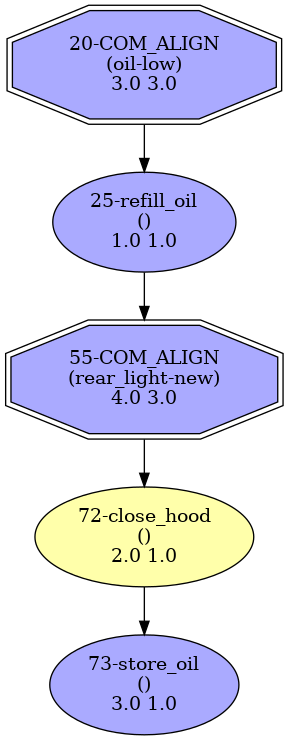 20-COM_ALIGN
(oil-low)
3.0 3.0
25-refill_oil
()
1.0 1.0
55-COM_ALIGN
(rear_light-new)
4.0 3.0
72-close_hood
()
2.0 1.0
73-store_oil
()
3.0 1.0